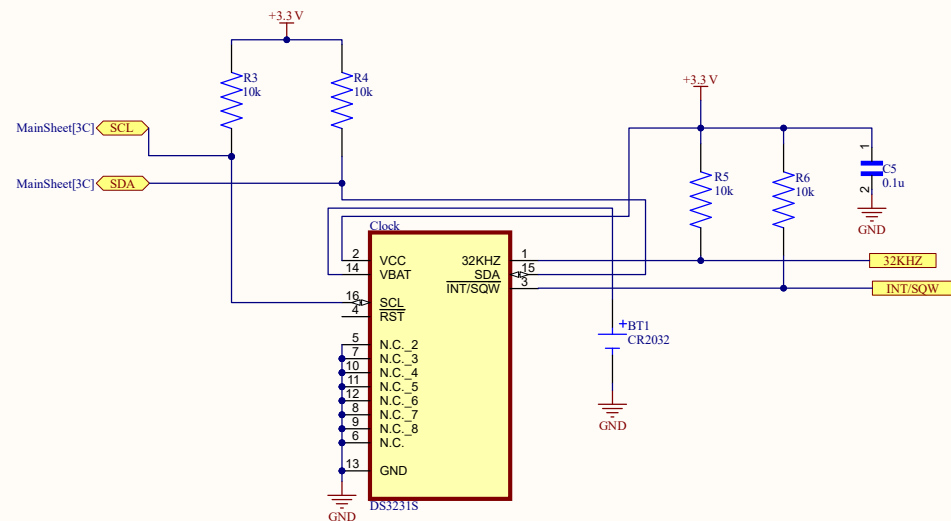 +3.3 V
R3
10k
R4
10k
MainSheet[3C]
SCL
MainSheet[3C]
SDA
+3.3 V
R5
10k
R6
10k
1
C5
0.1u
2
GND
Clock
2
VCC
14
VBAT
16
SCL
4
RST
5
N.C._2
7
N.C._3
10
N.C._4
11
N.C._5
12
N.C._6
8
N.C._7
9
N.C._8
6
N.C.
13
GND
32KHZ
1
SDA
15
INT/SQW
3
DS3231S
GND
32KHZ
INT/SQW
+
BT1
CR2032
GND